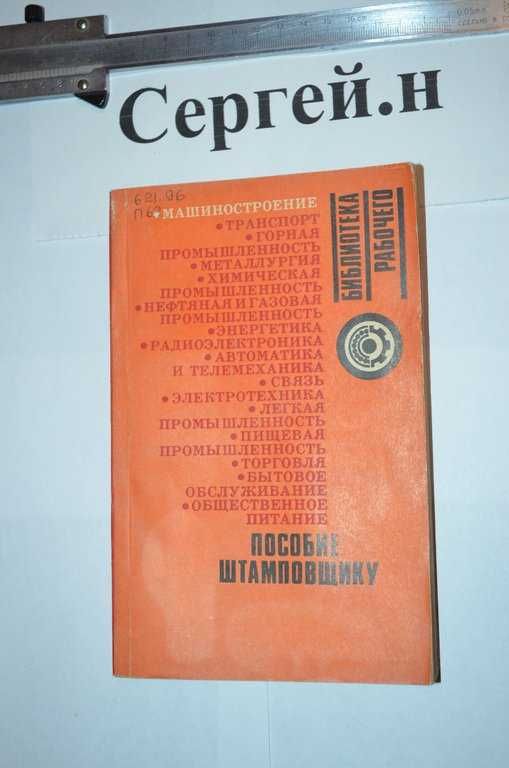 Сергей.н
621.96
П62
• МАШИНОСТРОЕНИЕ
• ТРАНСПОРТ
• ГОРНАЯ
ПРОМЫШЛЕННОСТЬ
• МЕТАЛЛУРГИЯ
• ХИМИЧЕСКАЯ
ПРОМЫШЛЕННОСТЬ
• НЕФТЯНАЯ И ГАЗОВАЯ
ПРОМЫШЛЕННОСТЬ
• ЭНЕРГЕТИКА
• РАДИОЭЛЕКТРОНИКА
• АВТОМАТИКА
И ТЕЛЕМЕХАНИКА
• СВЯЗЬ
• ЭЛЕКТРОТЕХНИКА
• ЛЕГКАЯ
ПРОМЫШЛЕННОСТЬ
• ПИЩЕВАЯ
ПРОМЫШЛЕННОСТЬ
• ТОРГОВЛЯ
• БЫТОВОЕ
ОБСЛУЖИВАНИЕ
• ОБЩЕСТВЕННОЕ
ПИТАНИЕ
БИБЛИОТЕКА
РАБОЧЕГО
ПОСОБИЕ
ШТАМПОВЩИКУ